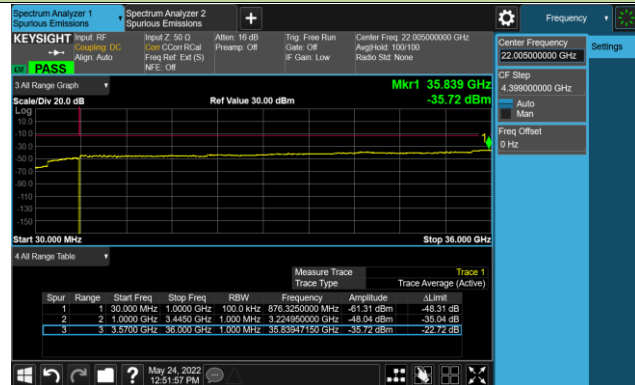 Spectrum Analyzer 1
Spurious Emissions
Spectrum Analyzer 2
Spurious Emissions
+
Frequency
KEYSIGHT
Input: RF
Coupling: DC
Align: Auto
Input Z: 50 Ω
Corr CCorr RCal
Freq Ref: Ext (S)
NFE: Off
Atten: 16 dB
Preamp: Off
Trig: Free Run
Gate: Off
IF Gain: Low
Center Freq: 22.005000000 GHz
Avg|Hold: 100/100
Radio Std: None
PASS
Center Frequency
22.005000000 GHz
Settings
CF Step
4.399000000 GHz
Auto
Man
Freq Offset
0 Hz
3 All Range Graph
Mkr1 35.839 GHz
-35.72 dBm
Scale/Div 20.0 dB
Ref Value 30.00 dBm
Log
10.0
-10.0
-30.0
-50.0
-70.0
-90.0
-110
-130
-150
1
Start 30.000 MHz
Stop 36.000 GHz
4 All Range Table
Measure Trace Trace 1
Trace Type Trace Average (Active)
Spur Range Start Freq Stop Freq RBW Frequency Amplitude ΔLimit
1 1 30.000 MHz 1.0000 GHz 100.0 kHz 876.3250000 MHz -61.31 dBm -48.31 dB
2 2 1.0000 GHz 3.4450 GHz 1.000 MHz 3.224950000 GHz -48.04 dBm -35.04 dB
3 3 3.5700 GHz 36.000 GHz 1.000 MHz 35.83947150 GHz -35.72 dBm -22.72 dB
?
May 24, 2022
12:51:57 PM